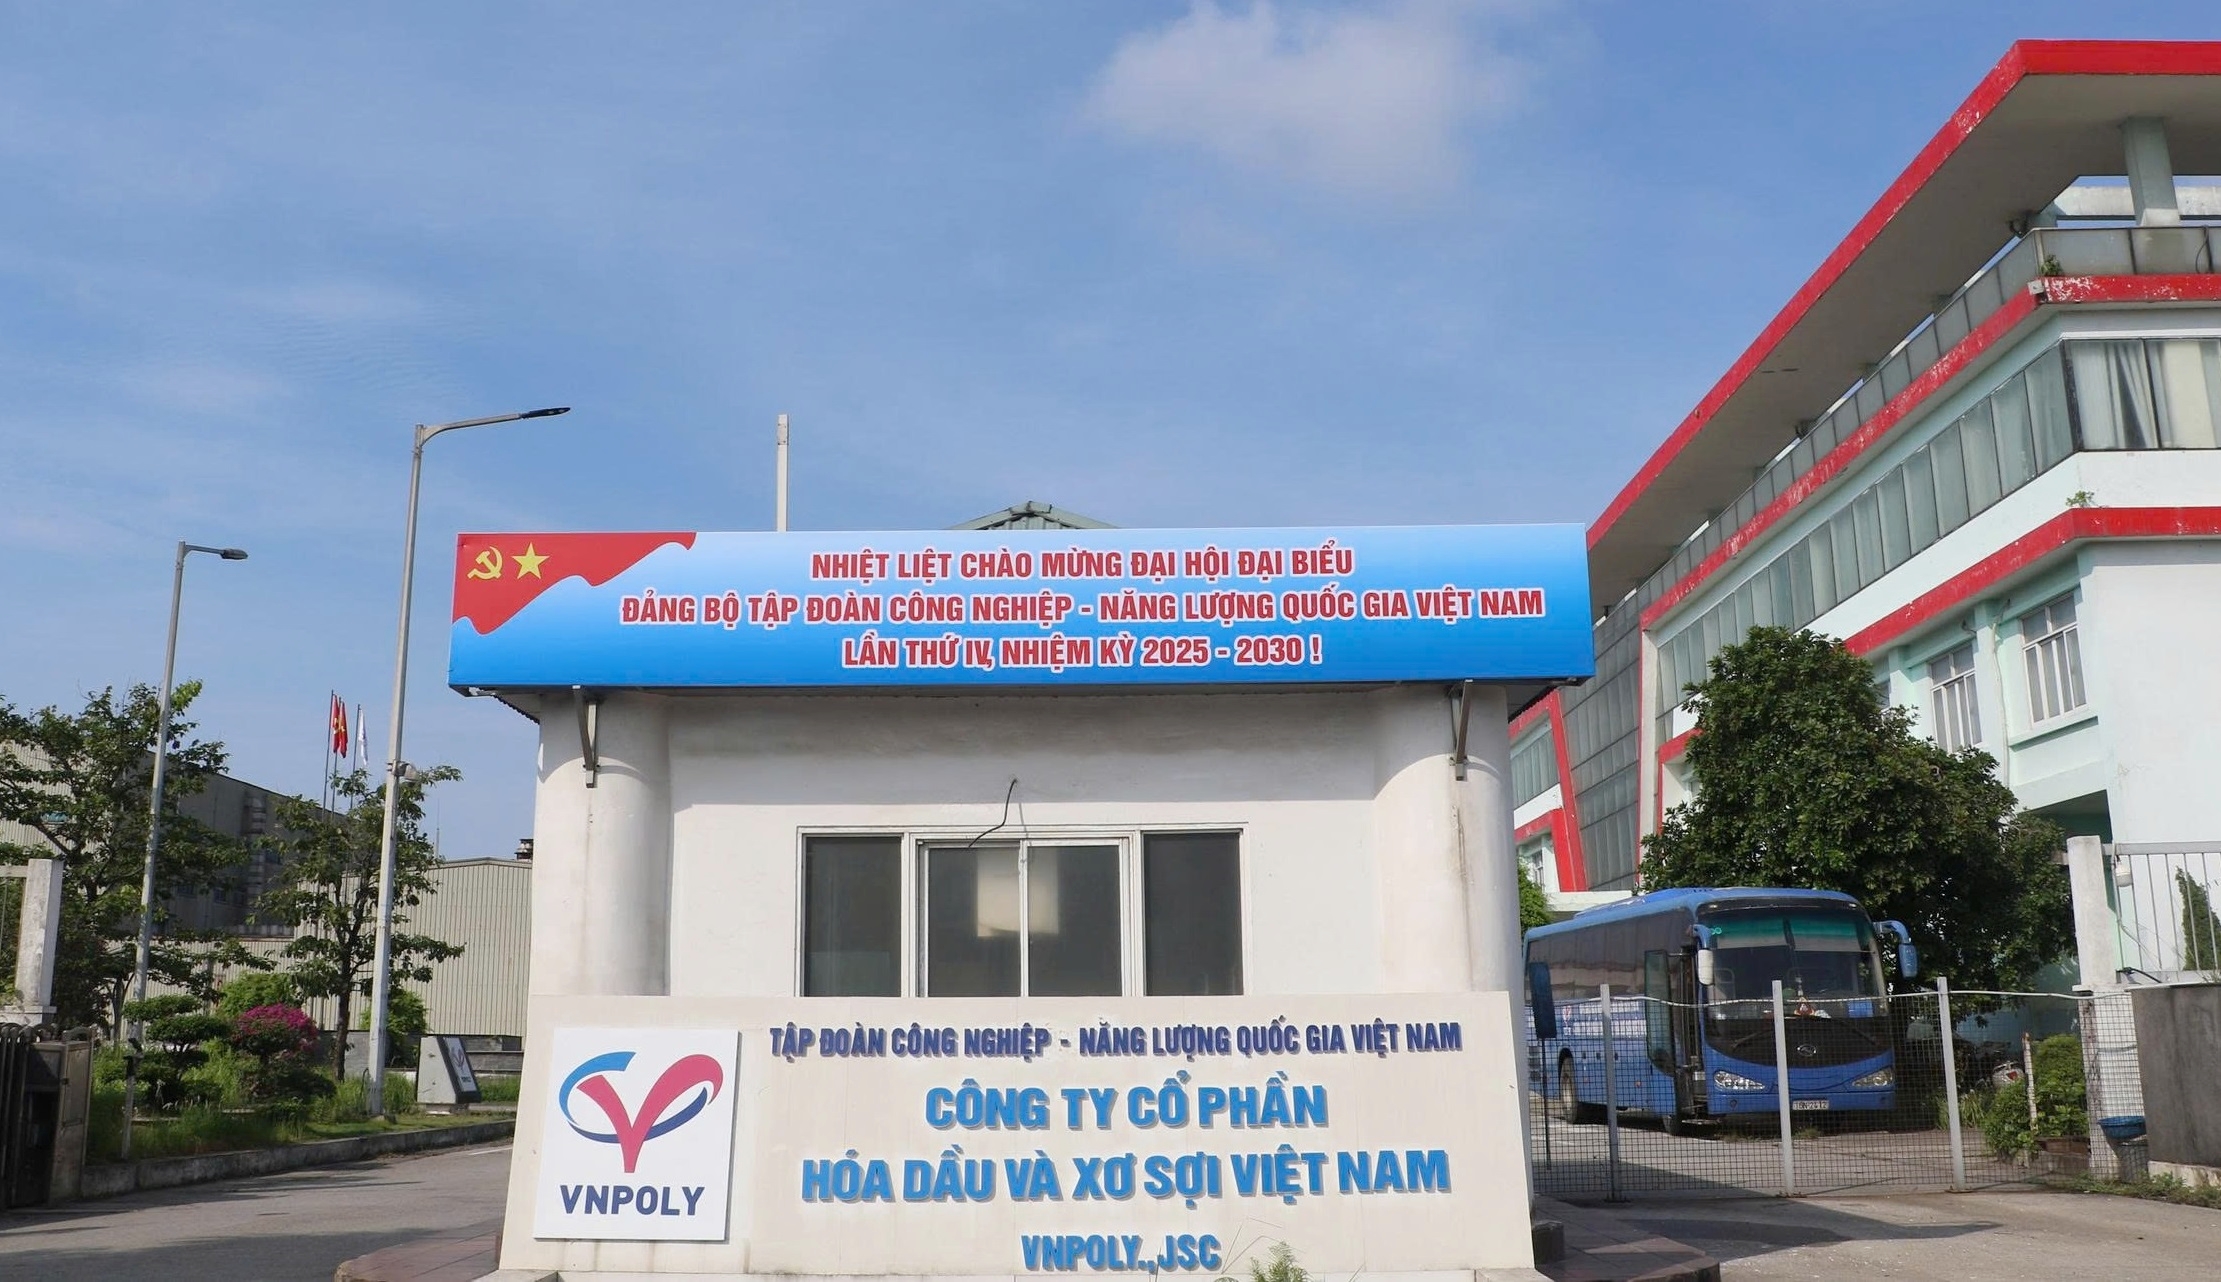 NHIỆT LIỆT CHÀO MỪNG ĐẠI HỘI ĐẠI BIỂU
ĐẢNG BỘ TẬP ĐOÀN CÔNG NGHIỆP - NĂNG LƯỢNG QUỐC GIA VIỆT NAM
LẦN THỨ IV, NHIỆM KỲ 2025 - 2030 !
TẬP ĐOÀN CÔNG NGHIỆP - NĂNG LƯỢNG QUỐC GIA VIỆT NAM
CÔNG TY CỔ PHẦN
HÓA DẦU VÀ XƠ SỢI VIỆT NAM
VNPOLY.,JSC
VNPOLY